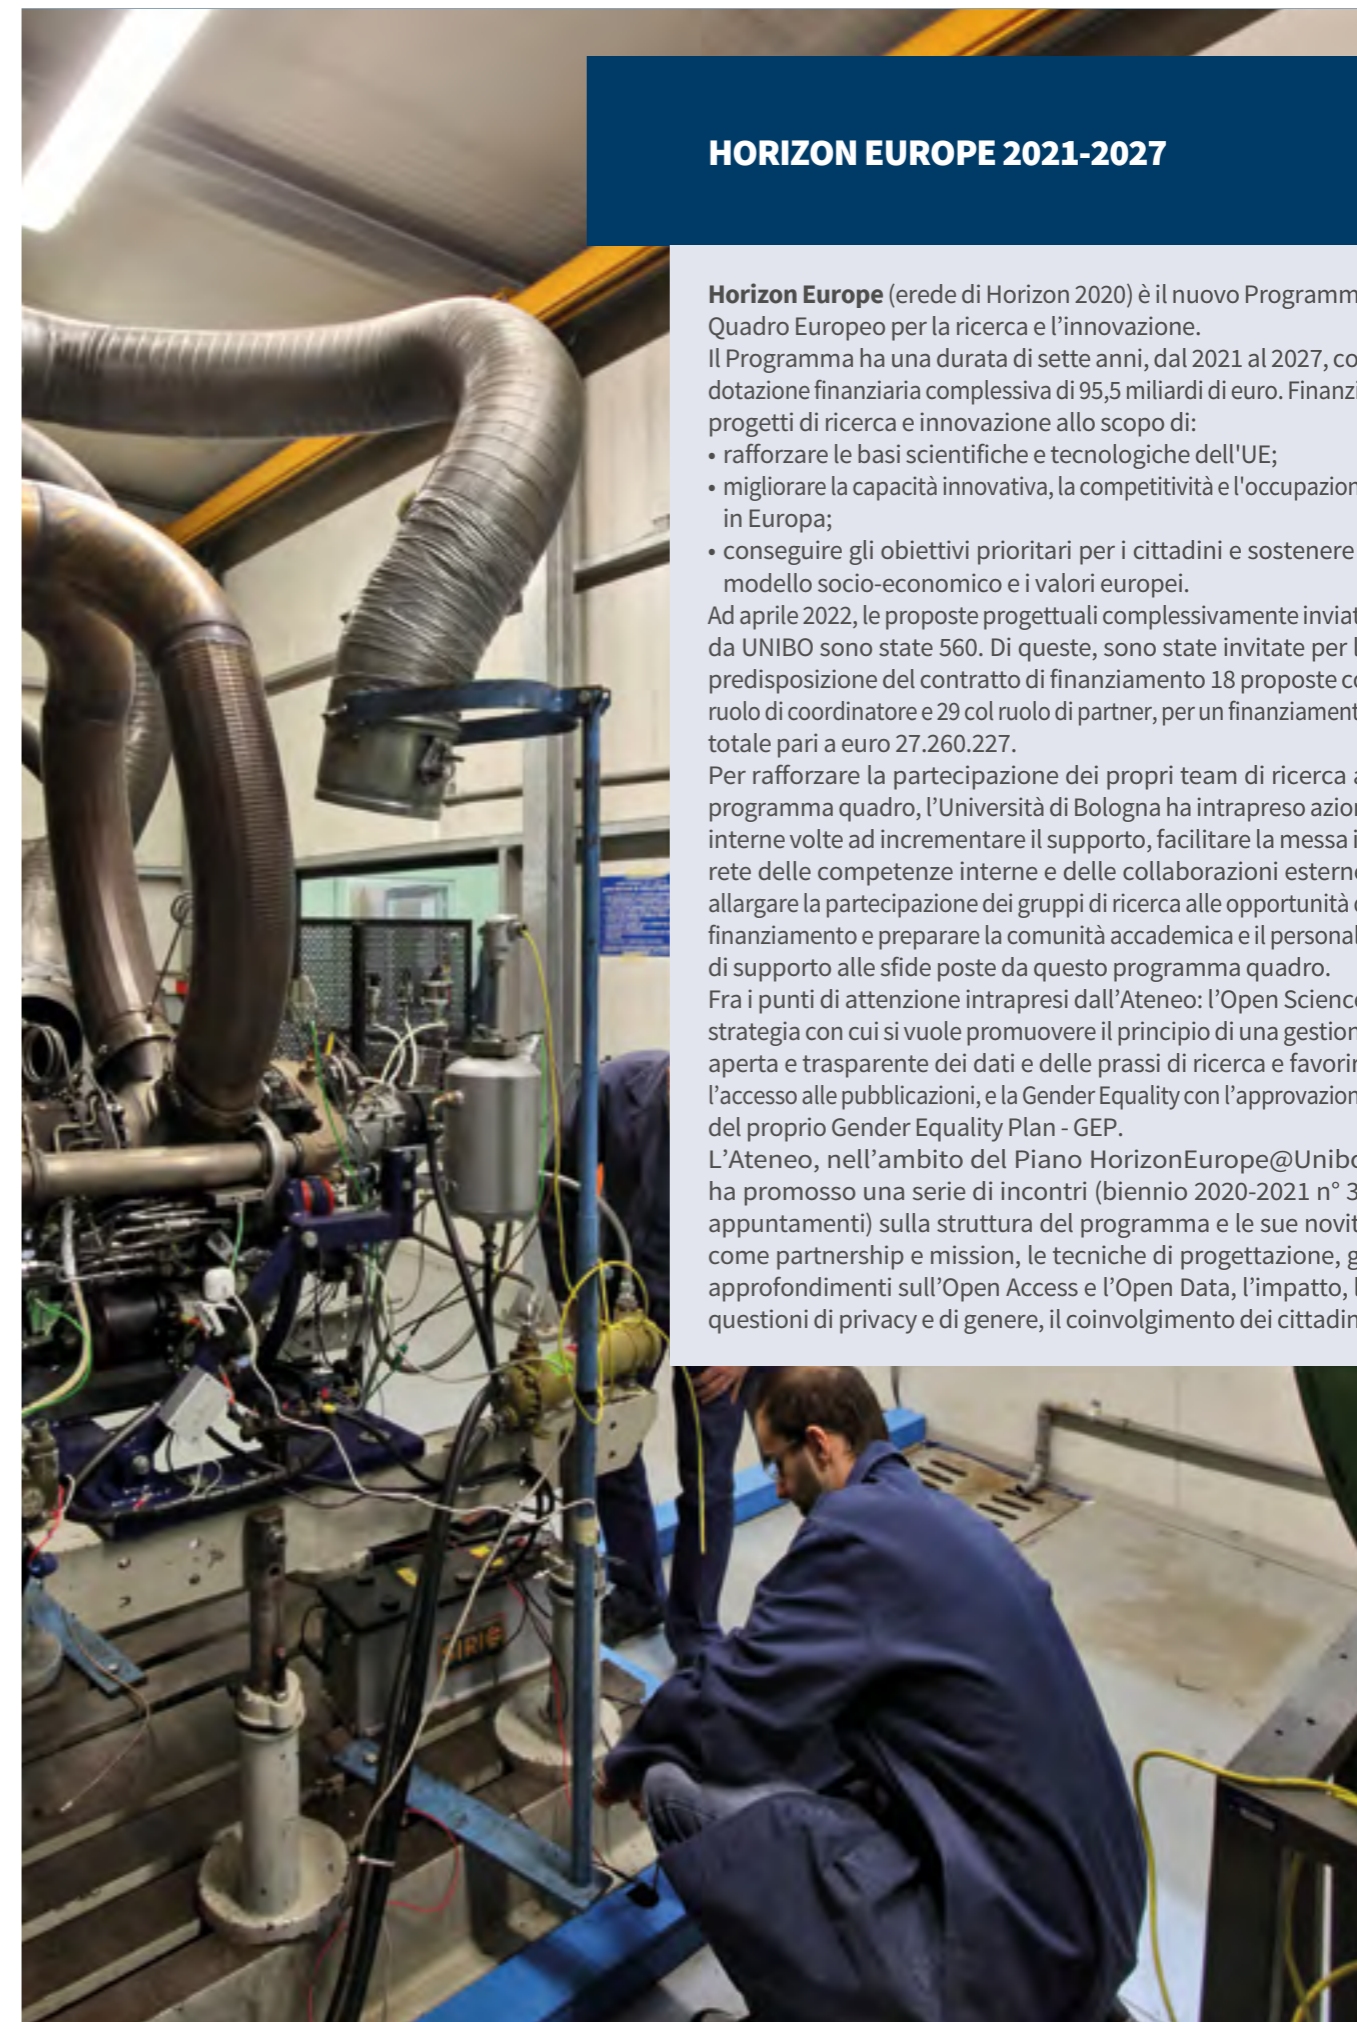 HORIZON EUROPE 2021-2027
Horizon Europe (erede di Horizon 2020) è il nuovo Programm
Quadro Europeo per la ricerca e l’innovazione.
Il Programma ha una durata di sette anni, dal 2021 al 2027, co
dotazione finanziaria complessiva di 95,5 miliardi di euro. Finanzi
progetti di ricerca e innovazione allo scopo di:
• rafforzare le basi scientifiche e tecnologiche dell'UE;
• migliorare la capacità innovativa, la competitività e l'occupazion
in Europa;
• conseguire gli obiettivi prioritari per i cittadini e sostenere
modello socio-economico e i valori europei.
Ad aprile 2022, le proposte progettuali complessivamente inviat
da UNIBO sono state 560. Di queste, sono state invitate per l
predisposizione del contratto di finanziamento 18 proposte co
ruolo di coordinatore e 29 col ruolo di partner, per un finanziament
totale pari a euro 27.260.227.
Per rafforzare la partecipazione dei propri team di ricerca a
programma quadro, l’Università di Bologna ha intrapreso azion
interne volte ad incrementare il supporto, facilitare la messa i
rete delle competenze interne e delle collaborazioni esterne
allargare la partecipazione dei gruppi di ricerca alle opportunità d
finanziamento e preparare la comunità accademica e il personal
di supporto alle sfide poste da questo programma quadro.
Fra i punti di attenzione intrapresi dall’Ateneo: l’Open Science
strategia con cui si vuole promuovere il principio di una gestion
aperta e trasparente dei dati e delle prassi di ricerca e favorir
l’accesso alle pubblicazioni, e la Gender Equality con l’approvazion
del proprio Gender Equality Plan - GEP.
L’Ateneo, nell’ambito del Piano HorizonEurope@Unibo
ha promosso una serie di incontri (biennio 2020-2021 n° 3
appuntamenti) sulla struttura del programma e le sue novit
come partnership e mission, le tecniche di progettazione, g
approfondimenti sull’Open Access e l’Open Data, l’impatto, l
questioni di privacy e di genere, il coinvolgimento dei cittadin
SIRIO